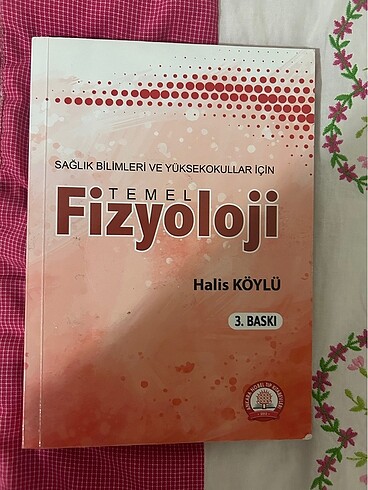 SAĞLIK BİLİMLERİ VE YÜKSEKOKULLAR İÇİN
TEMEL
Fizyoloji
Halis KÖYLÜ
3. BASKI